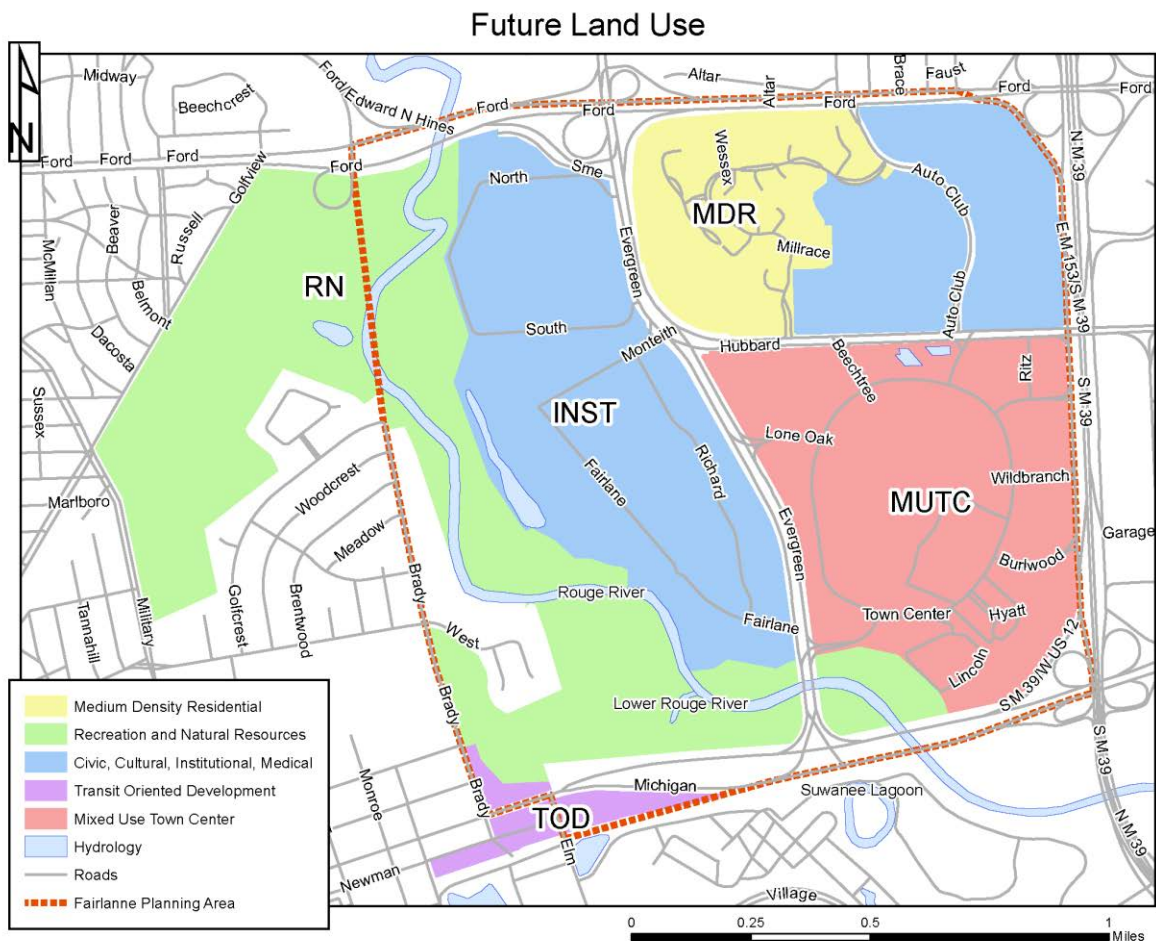 Future Land Use
N
Midway
Beechcrest
Ford/Edward N Hines
Altar
Altar
Brace
Faust
Ford
Ford
Ford
Ford
Ford
Ford
Ford
Ford
Ford
Ford
Golfview
North
Sme
Wessex
Auto Club
N M 39
McMillan
Beaver
Russell
Belmont
Dacosta
RN
Evergreen
MDR
Millrace
Auto Club
E M 153/S M 39
South
Monteith
Hubbard
Beechtree
Ritz
S M 39
Sussex
INST
Lone Oak
Fairlane
Richard
Wildbranch
Marlboro
Woodcrest
Meadow
MUTC
Evergreen
Garage
Burlwood
Brady
Rouge River
Golfcrest
Brentwood
Tannahill
Military
West
Fairlane
Town Center
Hyatt
Lincoln
S M 39/W US 12
Brady
Lower Rouge River
S M 39
Monroe
Brady
Michigan
Suwanee Lagoon
TOD
Elm
N M 39
Newman
Village
Medium Density Residential
Recreation and Natural Resources
Civic, Cultural, Institutional, Medical
Transit Oriented Development
Mixed Use Town Center
Hydrology
Roads
Fairlanne Planning Area
0 0.25 0.5 1
Miles